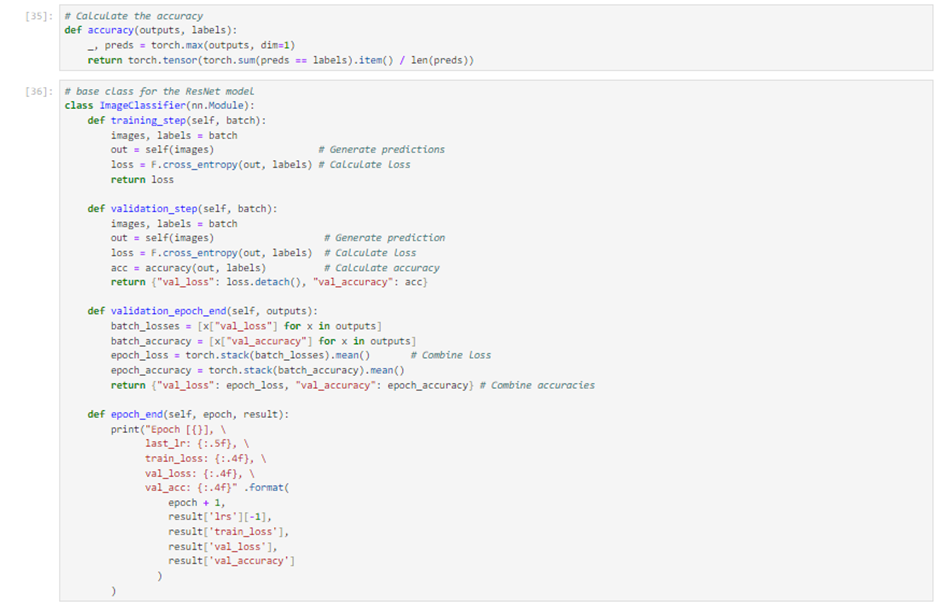 [35]: # Calculate the accuracy
def accuracy(outputs, labels):
    _, preds = torch.max(outputs, dim=1)
    return torch.tensor(torch.sum(preds == labels).item() / len(preds))
[36]: # base class for the ResNet model
class ImageClassifier(nn.Module):
    def training_step(self, batch):
        images, labels = batch
        out = self(images)                  # Generate predictions
        loss = F.cross_entropy(out, labels) # Calculate Loss
        return loss
    def validation_step(self, batch):
        images, labels = batch
        out = self(images)                   # Generate prediction
        loss = F.cross_entropy(out, labels)  # Calculate Loss
        acc = accuracy(out, labels)          # Calculate accuracy
        return {"val_loss": loss.detach(), "val_accuracy": acc}
    def validation_epoch_end(self, outputs):
        batch_losses = [x["val_loss"] for x in outputs]
        batch_accuracy = [x["val_accuracy"] for x in outputs]
        epoch_loss = torch.stack(batch_losses).mean()       # Combine Loss
        epoch_accuracy = torch.stack(batch_accuracy).mean()
        return {"val_loss": epoch_loss, "val_accuracy": epoch_accuracy} # Combine accuracies
    def epoch_end(self, epoch, result):
        print("Epoch [{}], \
              last_lr: {:.5f}, \
              train_loss: {:.4f}, \
              val_loss: {:.4f}, \
              val_acc: {:.4f}" .format(
                  epoch + 1,
                  result['lrs'][-1],
                  result['train_loss'],
                  result['val_loss'],
                  result['val_accuracy']
                )
        )